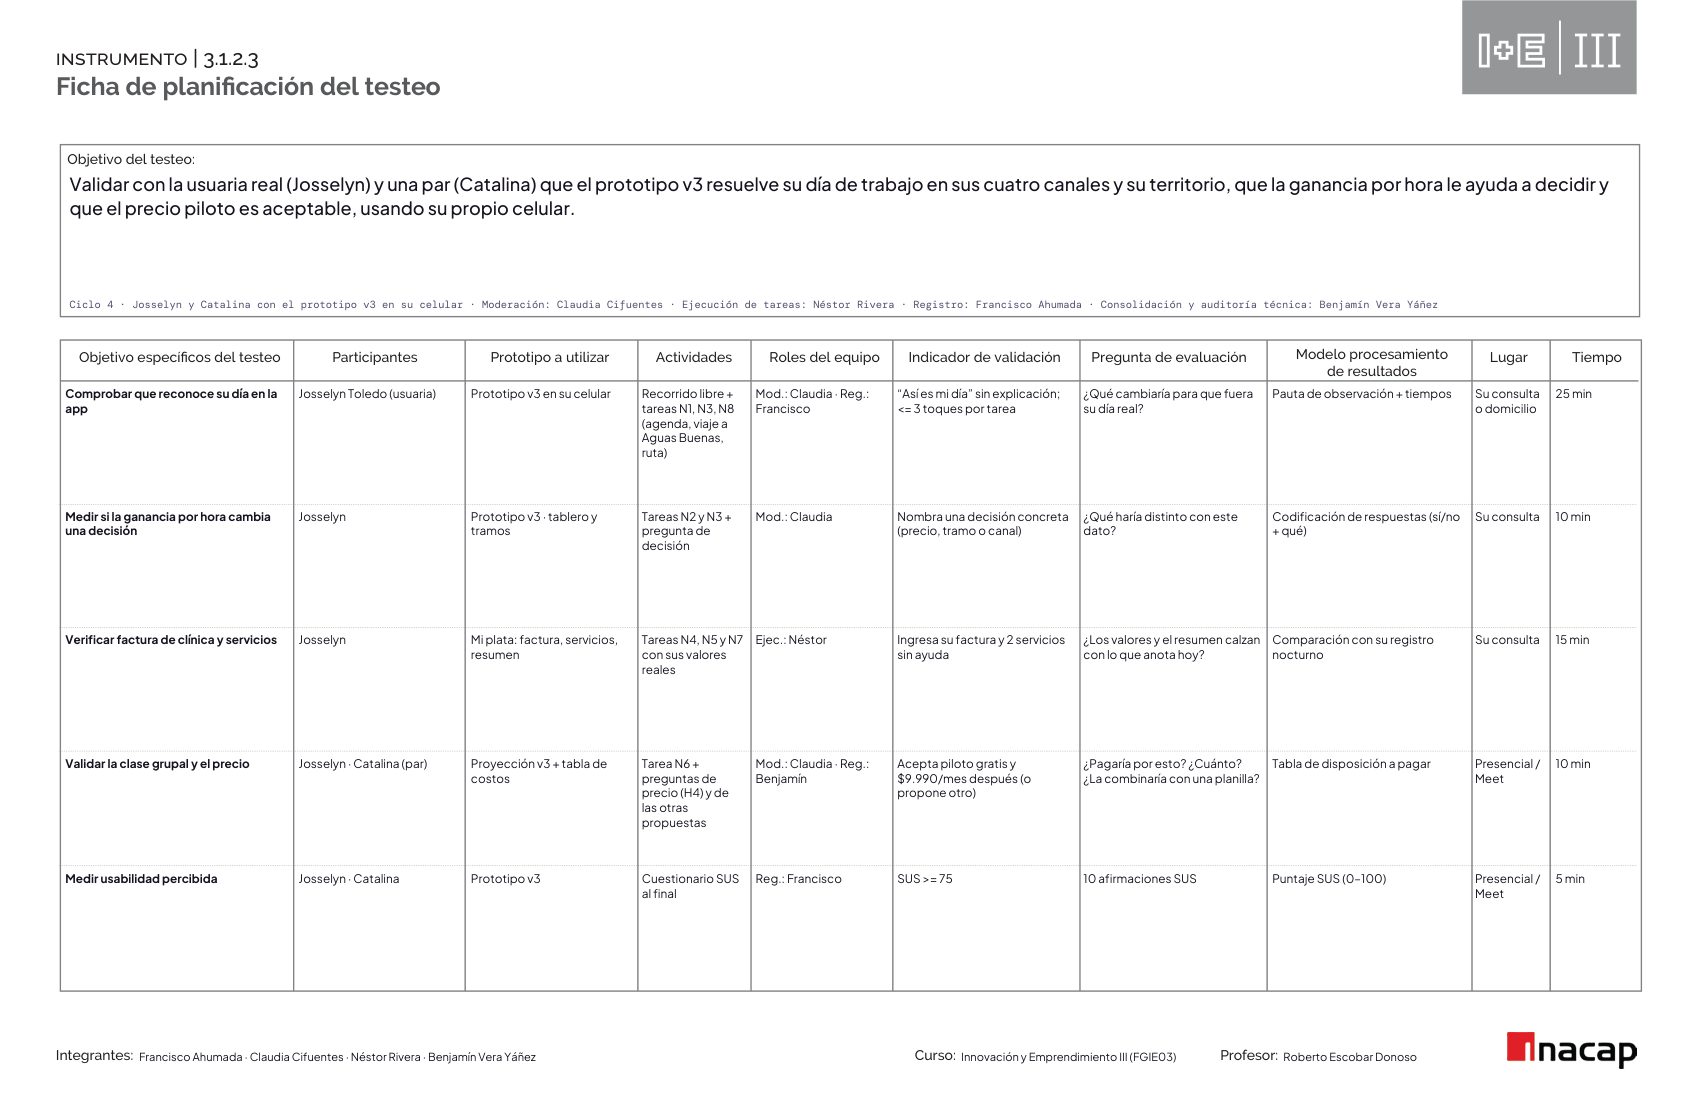 I+E | III
INSTRUMENTO | 3.1.2.3
Ficha de planificación del testeo
Objetivo del testeo:
Validar con la usuaria real (Josselyn) y una par (Catalina) que el prototipo v3 resuelve su día de trabajo en sus cuatro canales y su territorio, que la ganancia por hora le ayuda a decidir y
que el precio piloto es aceptable, usando su propio celular.
Ciclo 4 · Josselyn y Catalina con el prototipo v3 en su celular · Moderación: Claudia Cifuentes · Ejecución de tareas: Néstor Rivera · Registro: Francisco Ahumada · Consolidación y auditoría técnica: Benjamín Vera Yáñez
Objetivo específicos del testeo
Participantes
Prototipo a utilizar
Actividades
Roles del equipo
Indicador de validación
Pregunta de evaluación
Modelo procesamiento
de resultados
Lugar
Tiempo
Comprobar que reconoce su día en la
app
Josselyn Toledo (usuaria)
Prototipo v3 en su celular
Recorrido libre +
tareas N1, N3, N8
(agenda, viaje a
Aguas Buenas,
ruta)
Mod.: Claudia · Reg.:
Francisco
"Así es mi día" sin explicación;
<= 3 toques por tarea
¿Qué cambiaría para que fuera
su día real?
Pauta de observación + tiempos
Su consulta
o domicilio
25 min
Medir si la ganancia por hora cambia
una decisión
Josselyn
Prototipo v3 · tablero y
tramos
Tareas N2 y N3 +
pregunta de
decisión
Mod.: Claudia
Nombra una decisión concreta
(precio, tramo o canal)
¿Qué haría distinto con este
dato?
Codificación de respuestas (sí/no
+ qué)
Su consulta
10 min
Verificar factura de clínica y servicios
Josselyn
Mi plata: factura, servicios,
resumen
Tareas N4, N5 y N7
con sus valores
reales
Ejec.: Néstor
Ingresa su factura y 2 servicios
sin ayuda
¿Los valores y el resumen calzan
con lo que anota hoy?
Comparación con su registro
nocturno
Su consulta
15 min
Validar la clase grupal y el precio
Josselyn · Catalina (par)
Proyección v3 + tabla de
costos
Tarea N6 +
preguntas de
precio (H4) y de
las otras
propuestas
Mod.: Claudia · Reg.:
Benjamín
Acepta piloto gratis y
$9.990/mes después (o
propone otro)
¿Pagaría por esto? ¿Cuánto?
¿La combinaría con una planilla?
Tabla de disposición a pagar
Presencial /
Meet
10 min
Medir usabilidad percibida
Josselyn · Catalina
Prototipo v3
Cuestionario SUS
al final
Reg.: Francisco
SUS >= 75
10 afirmaciones SUS
Puntaje SUS (0–100)
Presencial /
Meet
5 min
Integrantes: Francisco Ahumada · Claudia Cifuentes · Néstor Rivera · Benjamín Vera Yáñez
Curso: Innovación y Emprendimiento III (FGIE03)
Profesor: Roberto Escobar Donoso
inacap